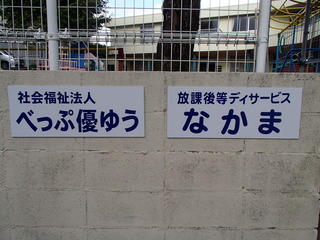 社会福祉法人
べっぷ優ゆう
放課後等ディサービス
なかま